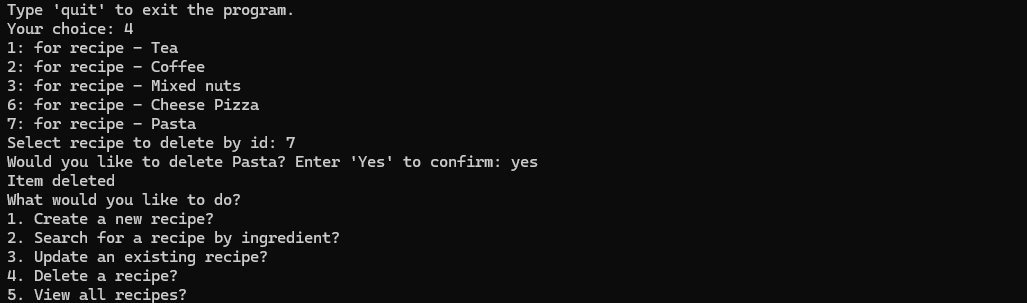 Type 'quit' to exit the program.
Your choice: 4
1: for recipe - Tea
2: for recipe - Coffee
3: for recipe - Mixed nuts
6: for recipe - Cheese Pizza
7: for recipe - Pasta
Select recipe to delete by id: 7
Would you like to delete Pasta? Enter 'Yes' to confirm: yes
Item deleted
What would you like to do?
1. Create a new recipe?
2. Search for a recipe by ingredient?
3. Update an existing recipe?
4. Delete a recipe?
5. View all recipes?